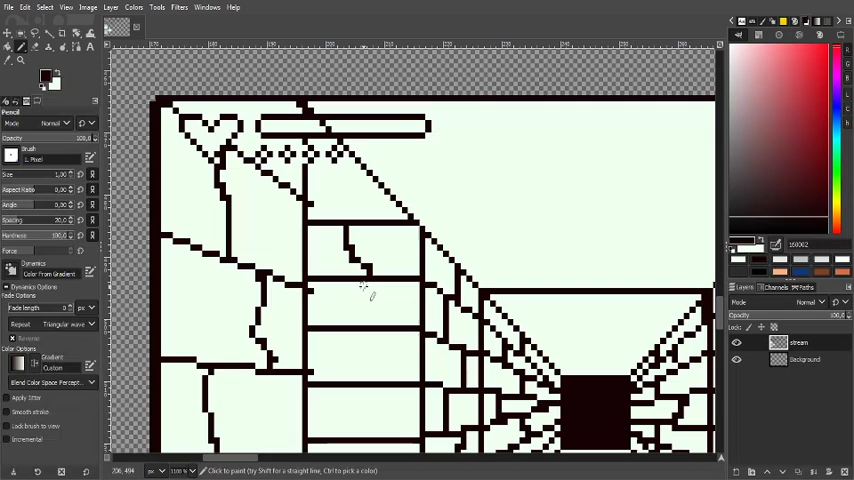 File Edit Select View Image Layer Colors Tools Filters Windows Help
Pencil
Mode Normal
Opacity 100,0
Brush
1. Pixel
Size 1,00
Aspect Ratio 0,00
Angle 0,00
Spacing 20,0
Hardness 100,0
Force
Dynamics
Color From Gradient
Dynamics Options
Fade Options
Fade length 0 px
Repeat Triangular wave
Reverse
Color Options
Gradient
Custom
Blend Color Space Percept...
Apply Jitter
Smooth stroke
Lock brush to view
Incremental
206, 494 px 1100 % Click to paint (try Shift for a straight line, Ctrl to pick a color)
160002
Layers Channels Paths
Mode Normal
Opacity 100,0
Lock:
stream
Background